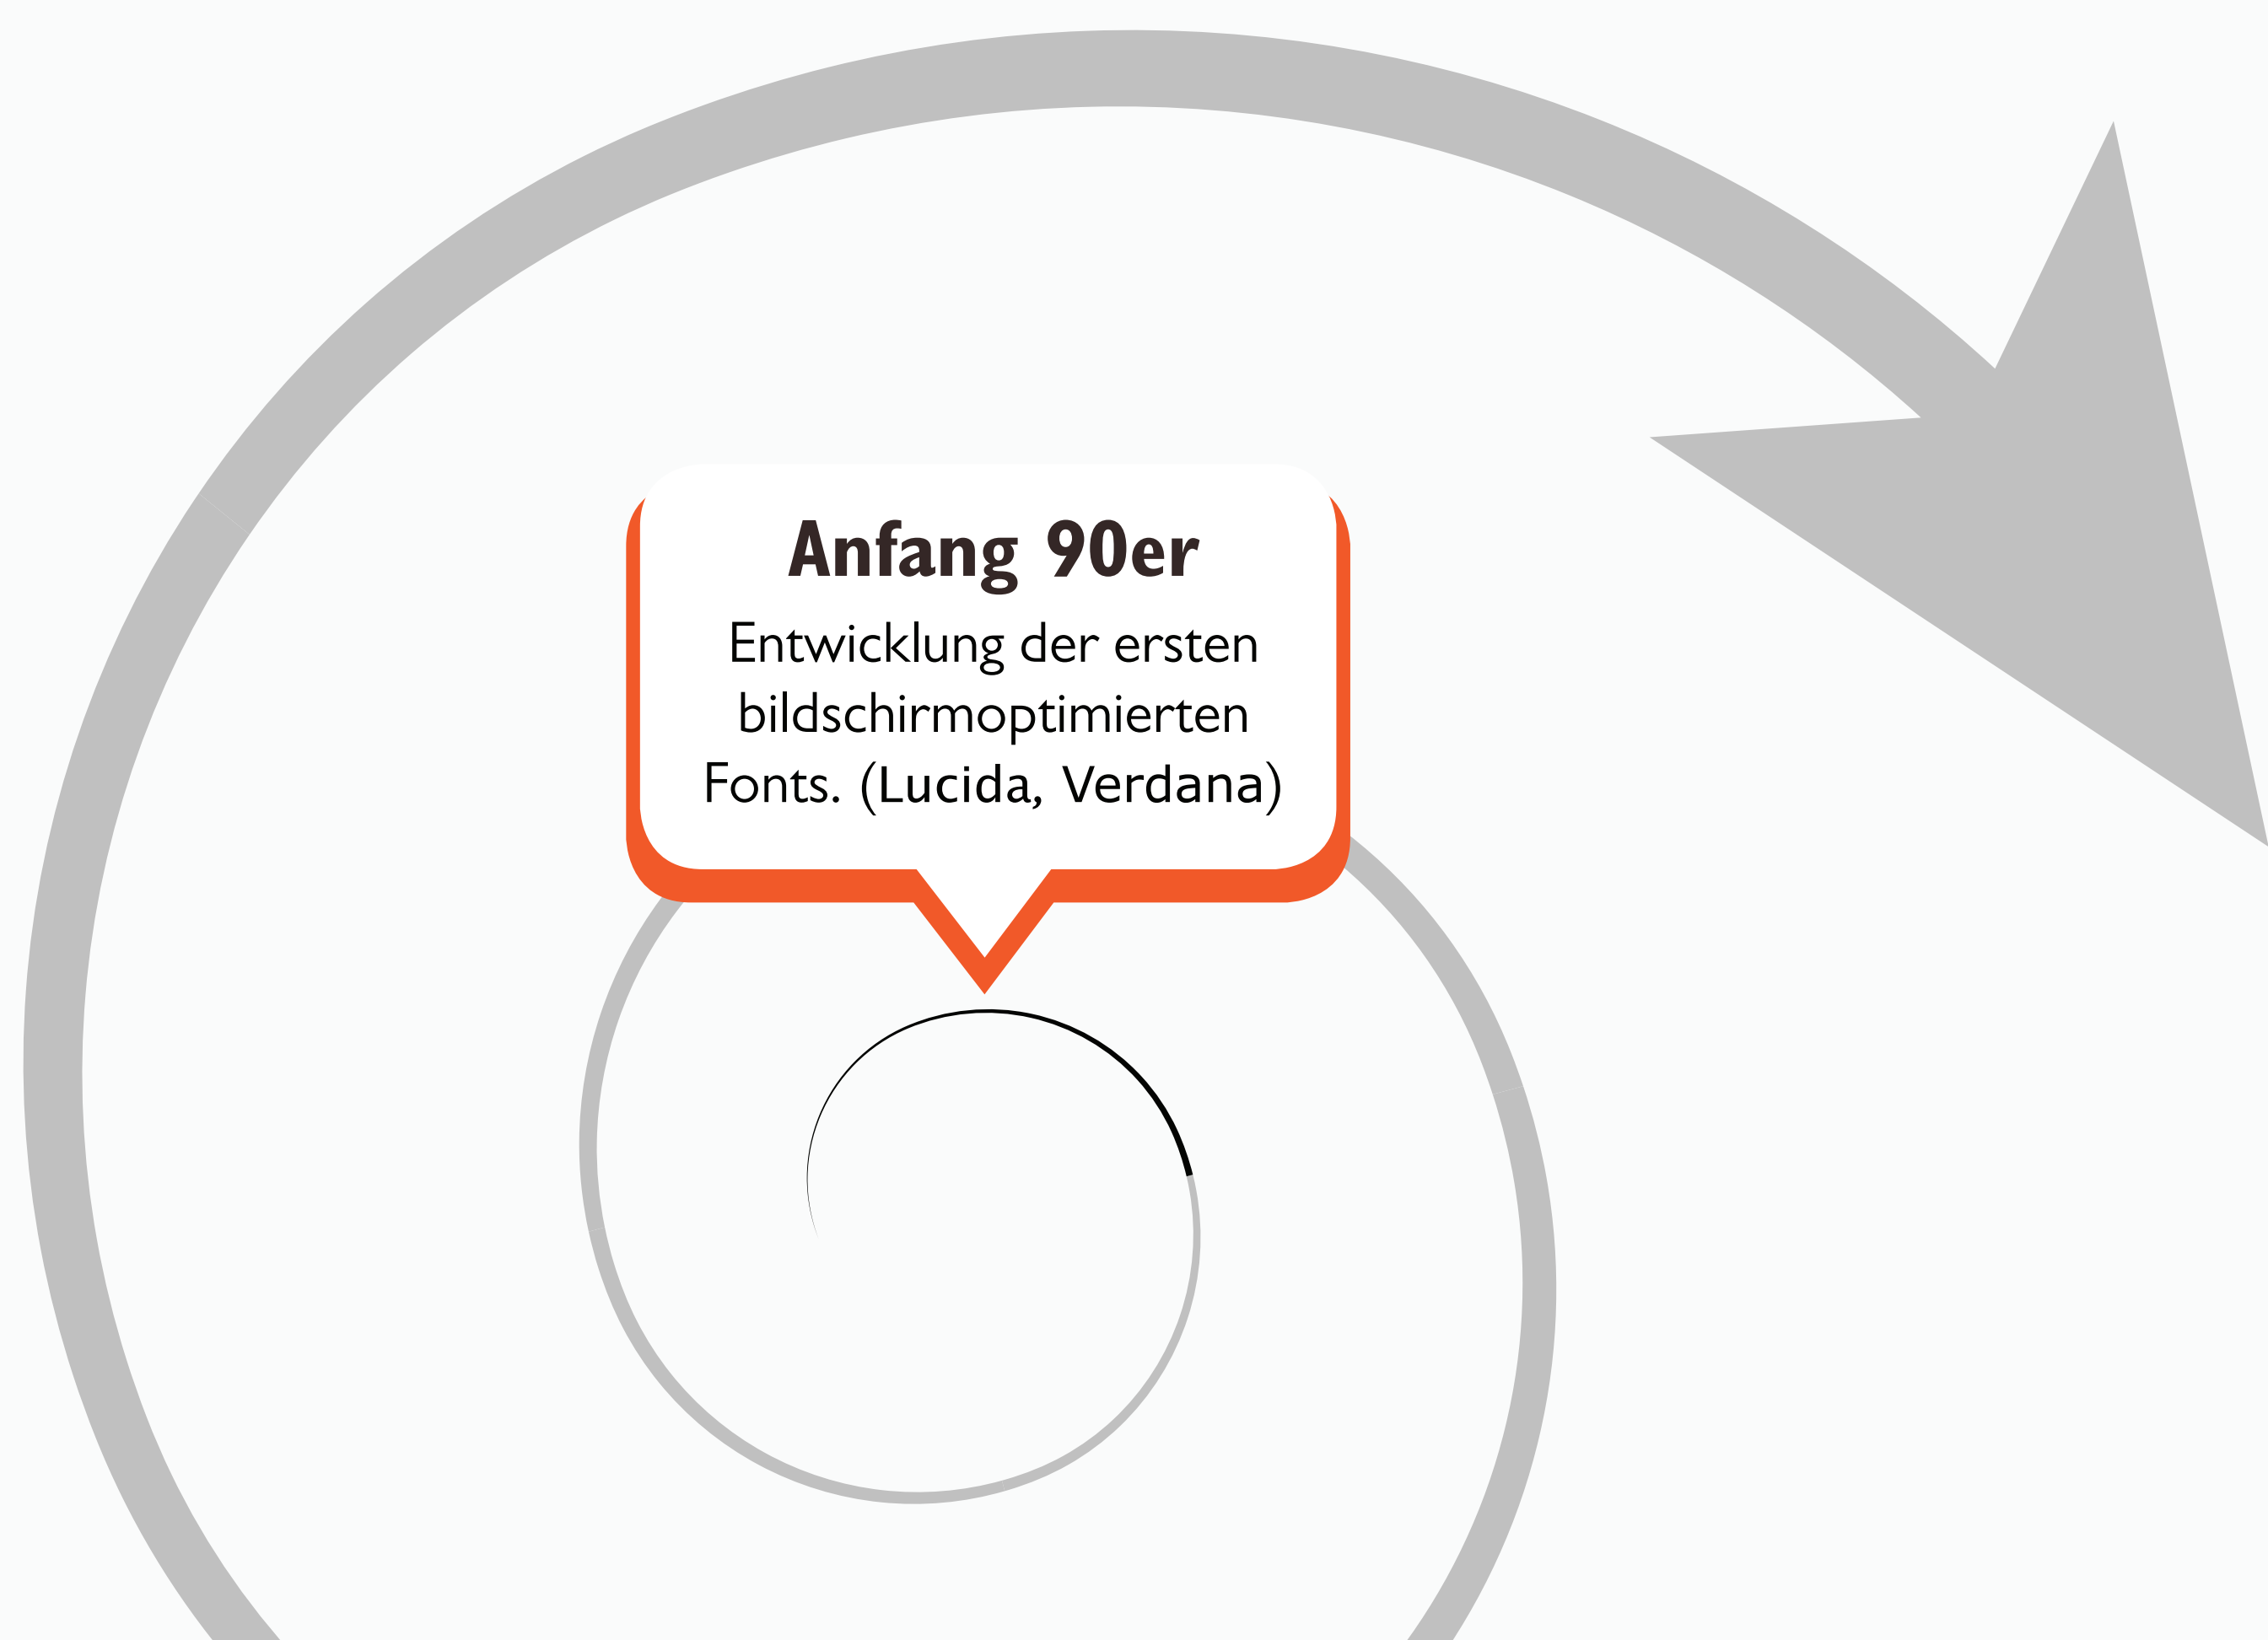 Anfang 90er
Entwicklung der ersten
bildschirmoptimierten
Fonts. (Lucida, Verdana)